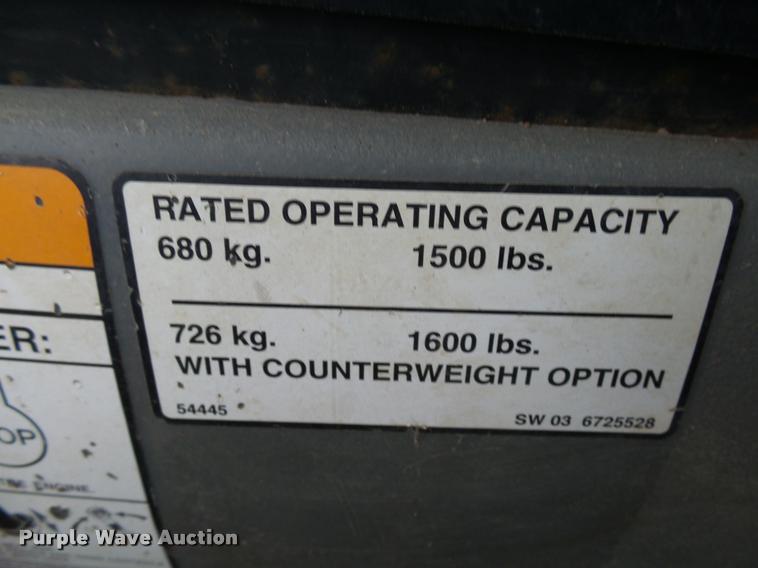 RATED OPERATING CAPACITY
680 kg. 1500 lbs.
726 kg. 1600 lbs.
WITH COUNTERWEIGHT OPTION
54445 SW 03 6725528
ER:
OP
ENGINE.
Purple Wave Auction